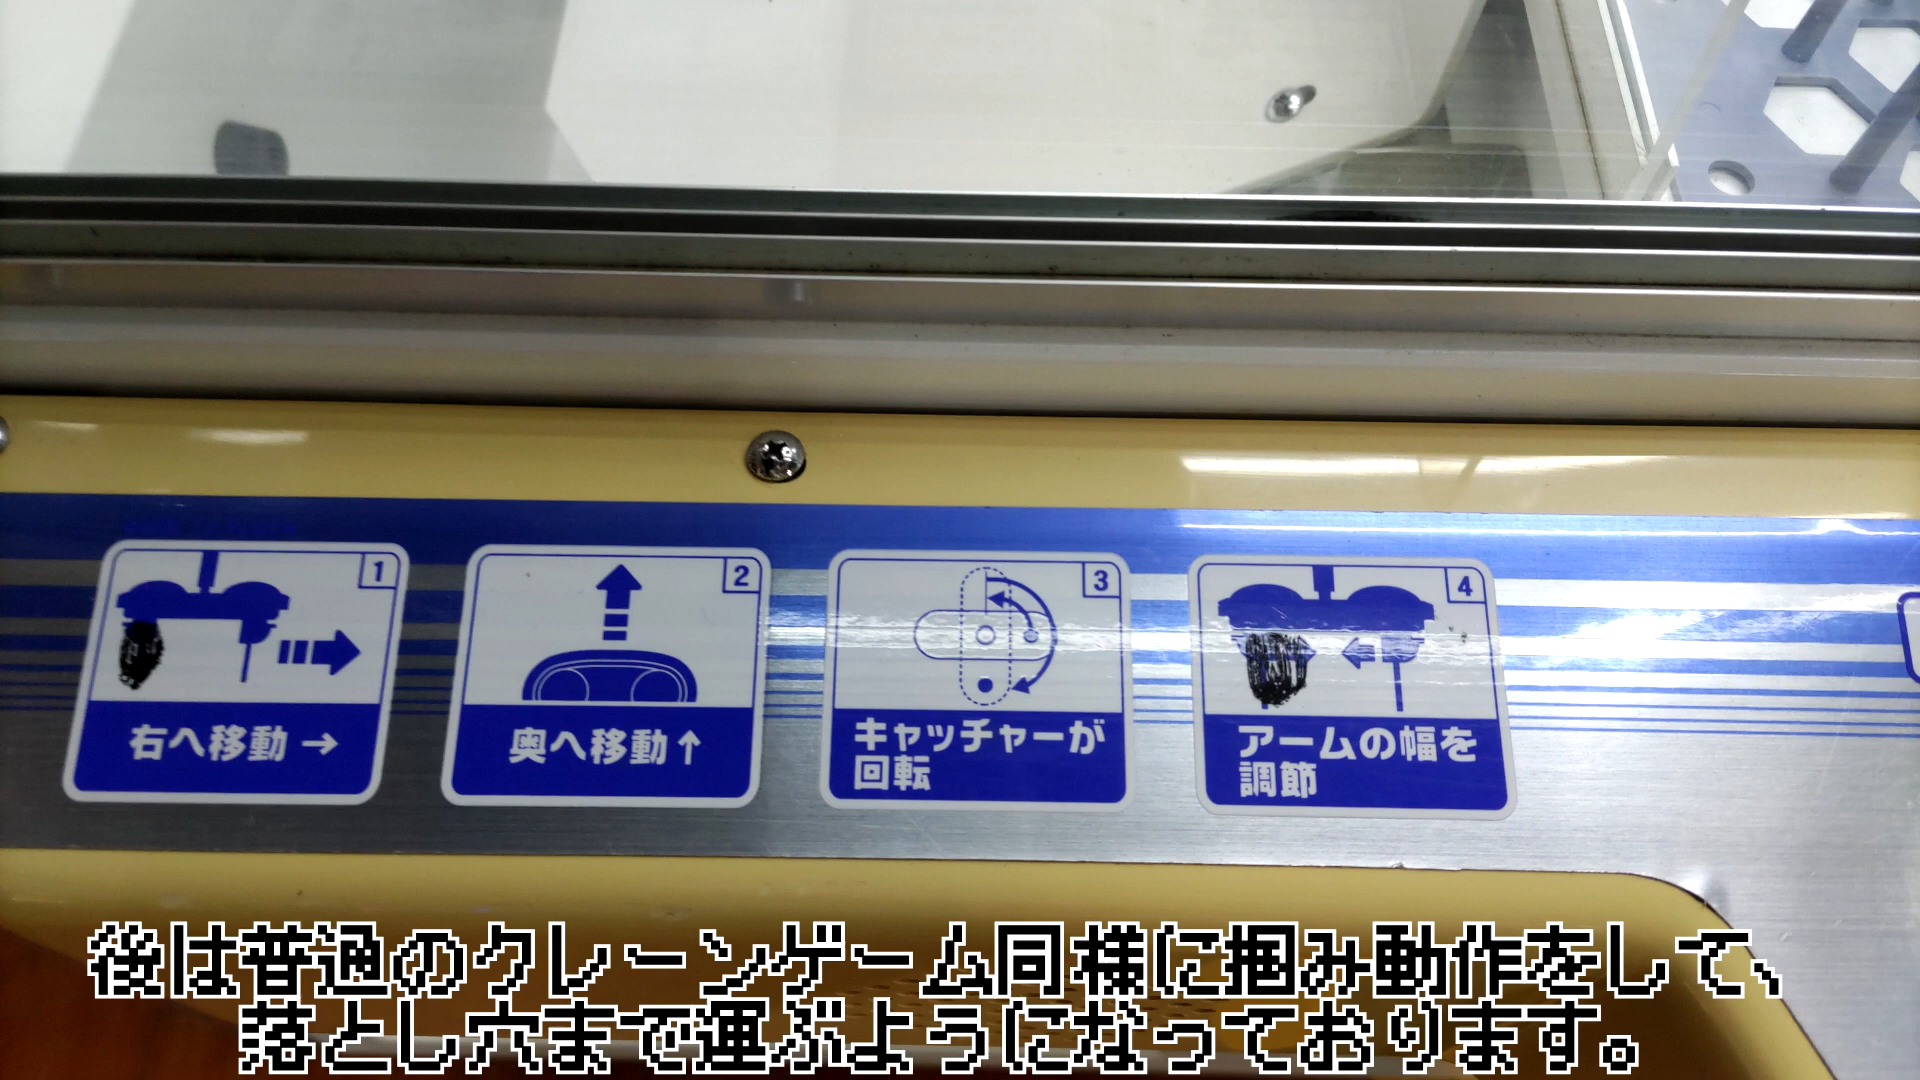 1
右へ移動→
2
奥へ移動↑
3
キャッチャーが
回転
4
アームの幅を
調節
後は普通のクレーンゲーム同様に掴み動作をして、
落とし穴まで運ぶようになっております。